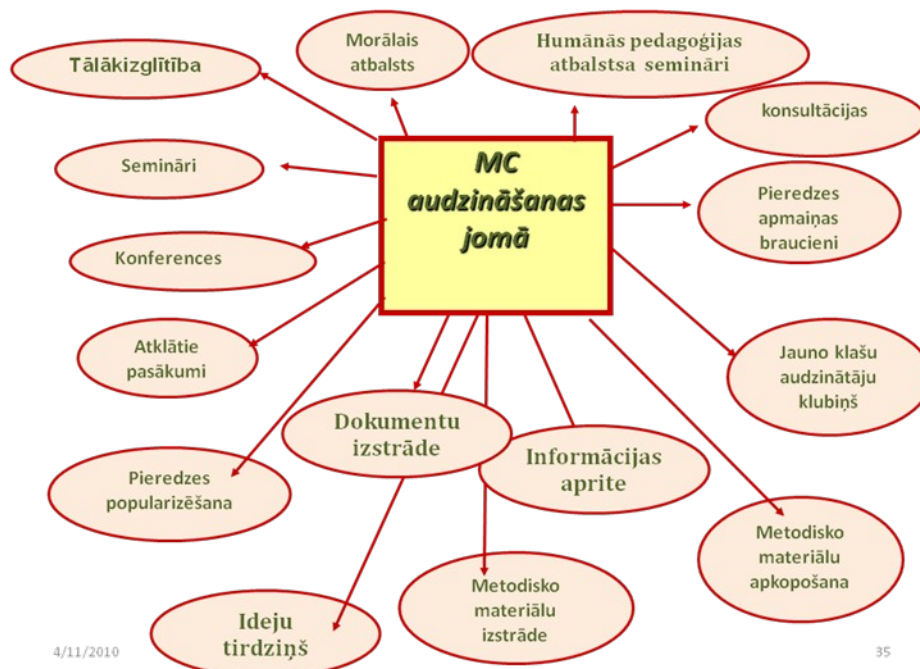 Morālais
atbalsts
Humānās pedagoģijas
atbalstsa semināri
Tālākizglītība
konsultācijas
MC
audzināšanas
jomā
Semināri
Pieredzes
apmaiņas
braucieni
Konferences
Atklātie
pasākumi
Jauno klašu
audzinātāju
klubiņš
Dokumentu
izstrāde
Informācijas
aprite
Pieredzes
popularizēšana
Metodisko
materiālu
apkopošana
Metodisko
materiālu
izstrāde
Ideju
tirdziņš
4/11/2010
35